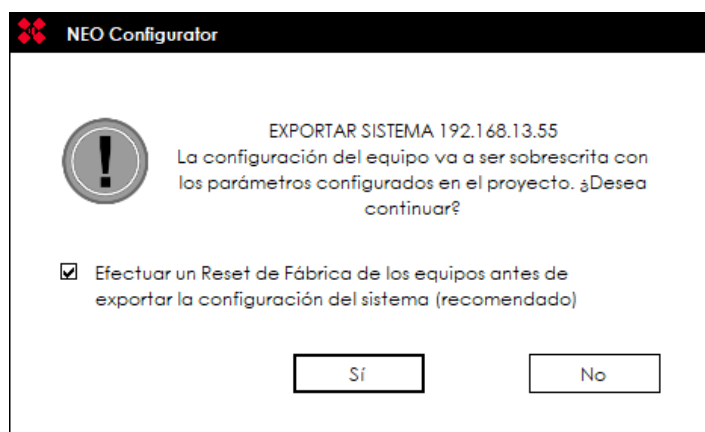 NEO Configurator
EXPORTAR SISTEMA 192.168.13.55
La configuración del equipo va a ser sobrescrita con
los parámetros configurados en el proyecto. ¿Desea
continuar?
Efectuar un Reset de Fábrica de los equipos antes de
exportar la configuración del sistema (recomendado)
Sí
No